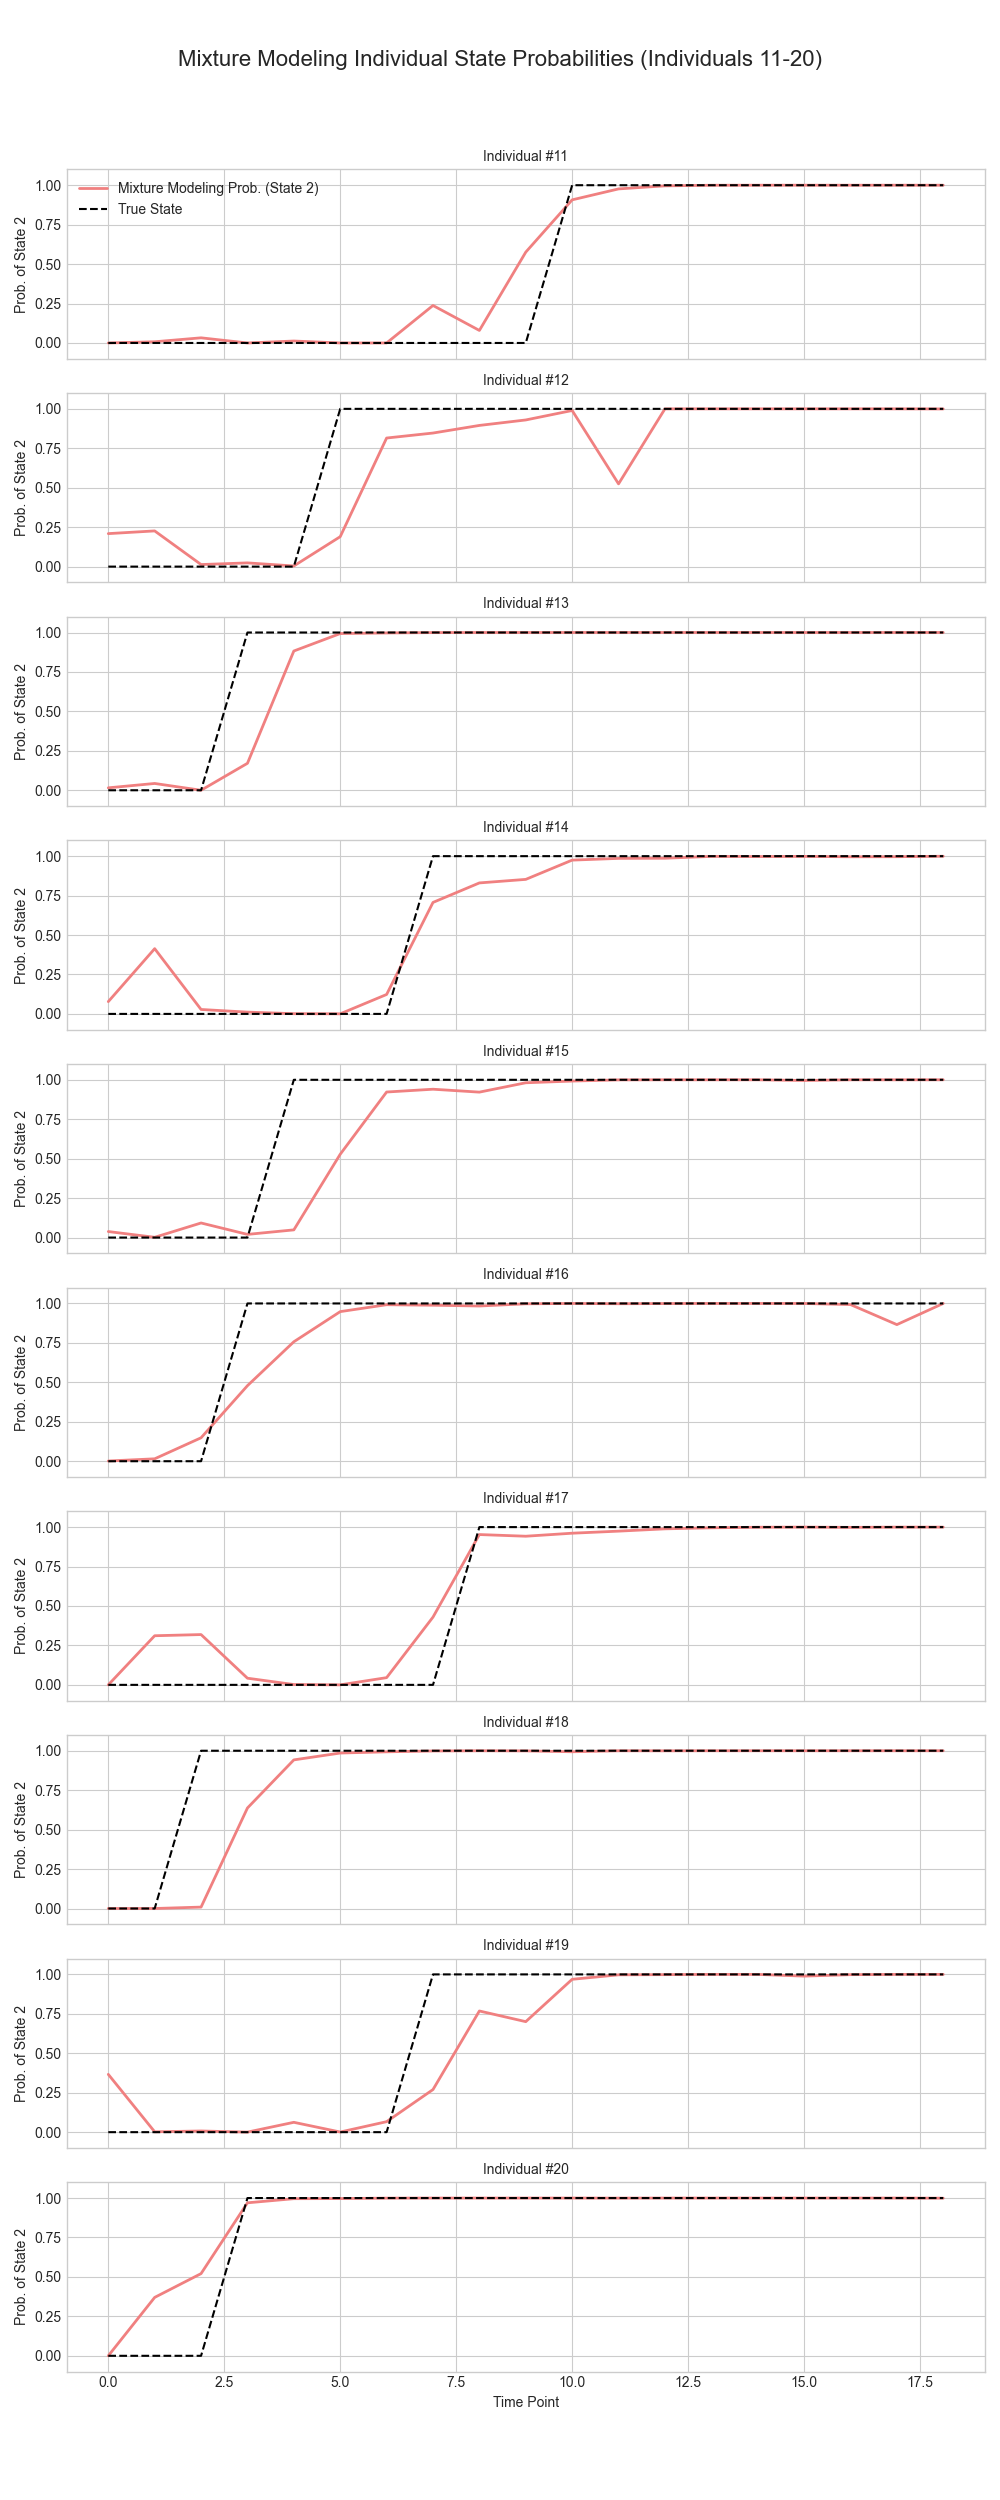 Mixture Modeling Individual State Probabilities (Individuals 11-20)
Individual #11
Mixture Modeling Prob. (State 2)
True State
1.00
0.75
0.50
0.25
0.00
Prob. of State 2
Individual #12
1.00
0.75
0.50
0.25
0.00
Prob. of State 2
Individual #13
1.00
0.75
0.50
0.25
0.00
Prob. of State 2
Individual #14
1.00
0.75
0.50
0.25
0.00
Prob. of State 2
Individual #15
1.00
0.75
0.50
0.25
0.00
Prob. of State 2
Individual #16
1.00
0.75
0.50
0.25
0.00
Prob. of State 2
Individual #17
1.00
0.75
0.50
0.25
0.00
Prob. of State 2
Individual #18
1.00
0.75
0.50
0.25
0.00
Prob. of State 2
Individual #19
1.00
0.75
0.50
0.25
0.00
Prob. of State 2
Individual #20
1.00
0.75
0.50
0.25
0.00
Prob. of State 2
0.0 2.5 5.0 7.5 10.0 12.5 15.0 17.5
Time Point